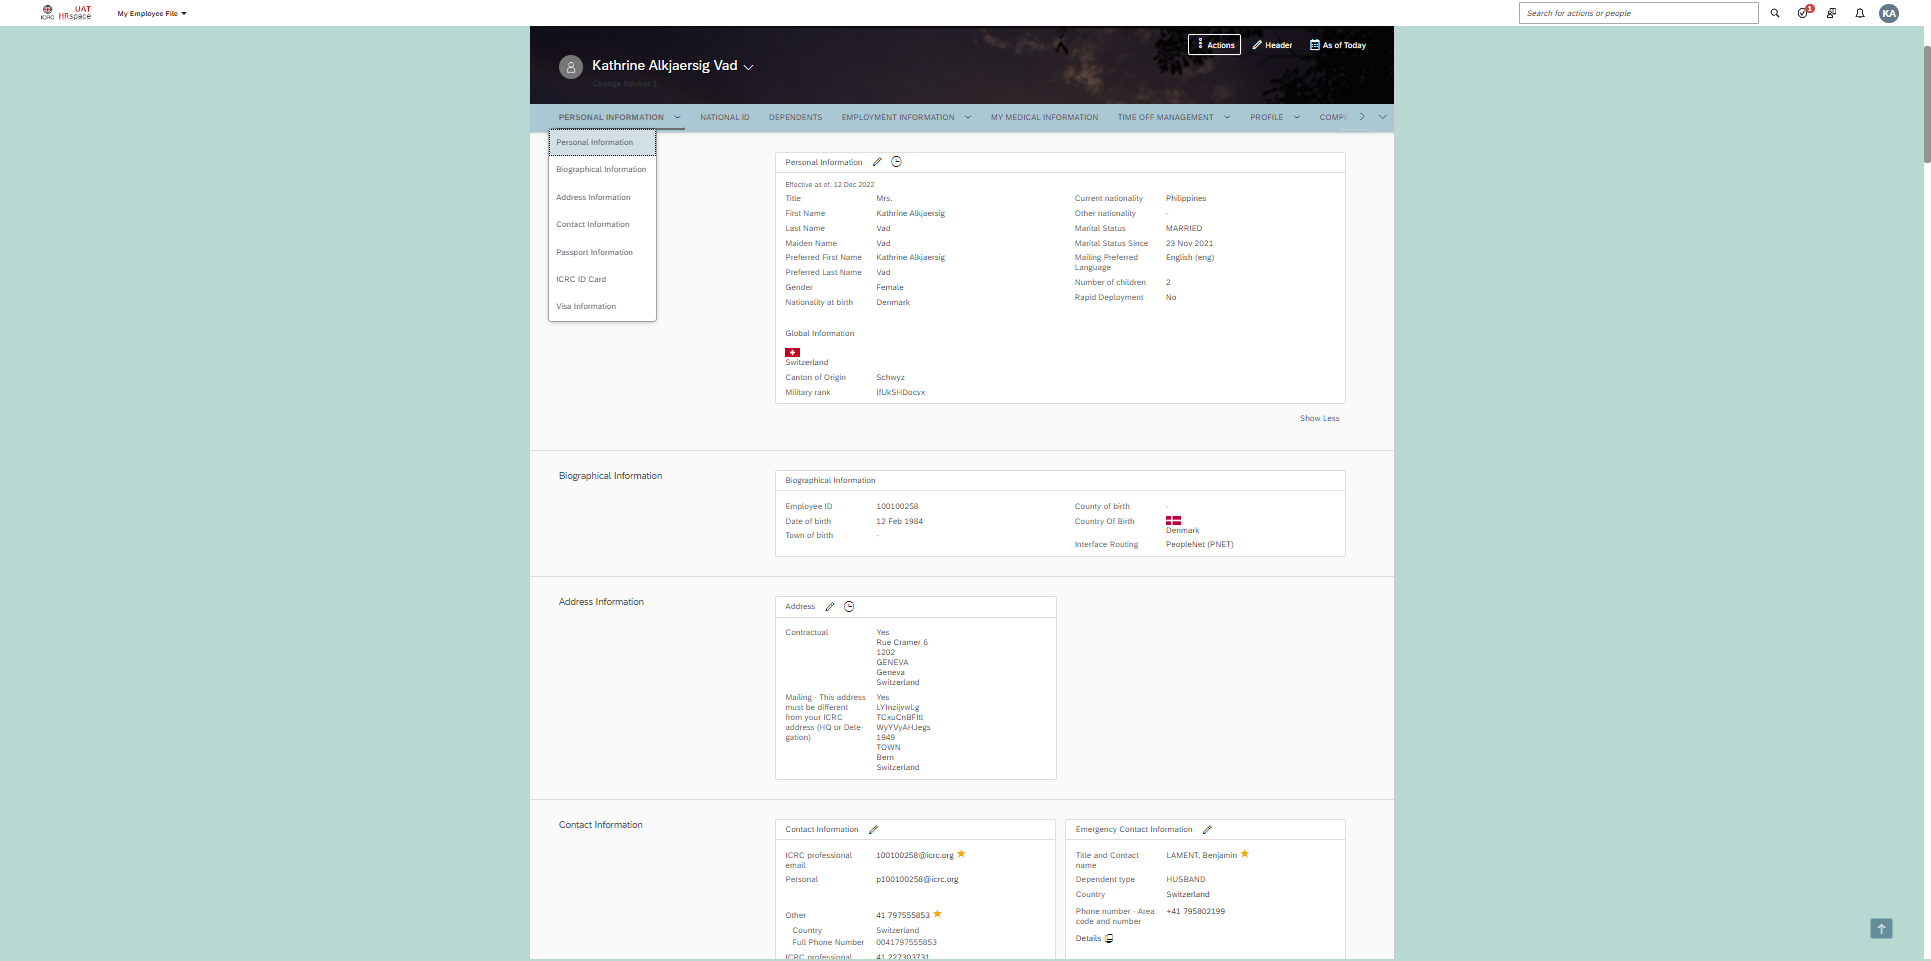 ICRC
UAT
HRspace
My Employee File
Search for actions or people
1
KA
Actions
Header
As of Today
Kathrine Alkjaersig Vad
Change Adviser 1
PERSONAL INFORMATION
NATIONAL ID
DEPENDENTS
EMPLOYMENT INFORMATION
MY MEDICAL INFORMATION
TIME OFF MANAGEMENT
PROFILE
COMPE
Personal Information
Biographical Information
Address Information
Contact Information
Passport Information
ICRC ID Card
Visa Information
Personal Information
Effective as of: 12 Dec 2022
Title Mrs.
First Name Kathrine Alkjaersig
Last Name Vad
Maiden Name Vad
Preferred First Name Kathrine Alkjaersig
Preferred Last Name Vad
Gender Female
Nationality at birth Denmark
Current nationality Philippines
Other nationality -
Marital Status MARRIED
Marital Status Since 23 Nov 2021
Mailing Preferred English (eng)
Language
Number of children 2
Rapid Deployment No
Global Information
Switzerland
Canton of Origin Schwyz
Military rank lfUkSHDocvx
Show Less
Biographical Information
Biographical Information
Employee ID 100100258
Date of birth 12 Feb 1984
Town of birth -
County of birth -
Country Of Birth
Denmark
Interface Routing PeopleNet (PNET)
Address Information
Address
Contractual Yes
Rue Cramer 6
1202
GENEVA
Geneva
Switzerland
Mailing - This address Yes
must be different LYInzijvwLg
from your ICRC TCxuCnBFItl
address (HQ or Dele- WyYVyAHJegs
gation) 1949
TOWN
Bern
Switzerland
Contact Information
Contact Information
ICRC professional 100100258@icrc.org
email
Personal p100100258@icrc.org
Other 41 797555853
Country Switzerland
Full Phone Number 0041797555853
ICRC professional 41 227303731
Emergency Contact Information
Title and Contact LAMENT, Benjamin
name
Dependent type HUSBAND
Country Switzerland
Phone number - Area +41 795802199
code and number
Details